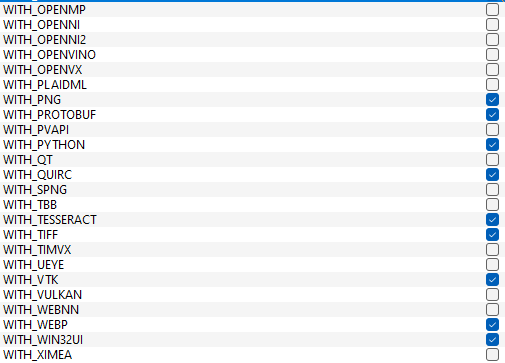 WITH_OPENMP
WITH_OPENNI
WITH_OPENNI2
WITH_OPENVINO
WITH_OPENVX
WITH_PLAIDML
WITH_PNG
WITH_PROTOBUF
WITH_PVAPI
WITH_PYTHON
WITH_QT
WITH_QUIRC
WITH_SPNG
WITH_TBB
WITH_TESSERACT
WITH_TIFF
WITH_TIMVX
WITH_UEYE
WITH_VTK
WITH_VULKAN
WITH_WEBNN
WITH_WEBP
WITH_WIN32UI
WITH_XIMEA